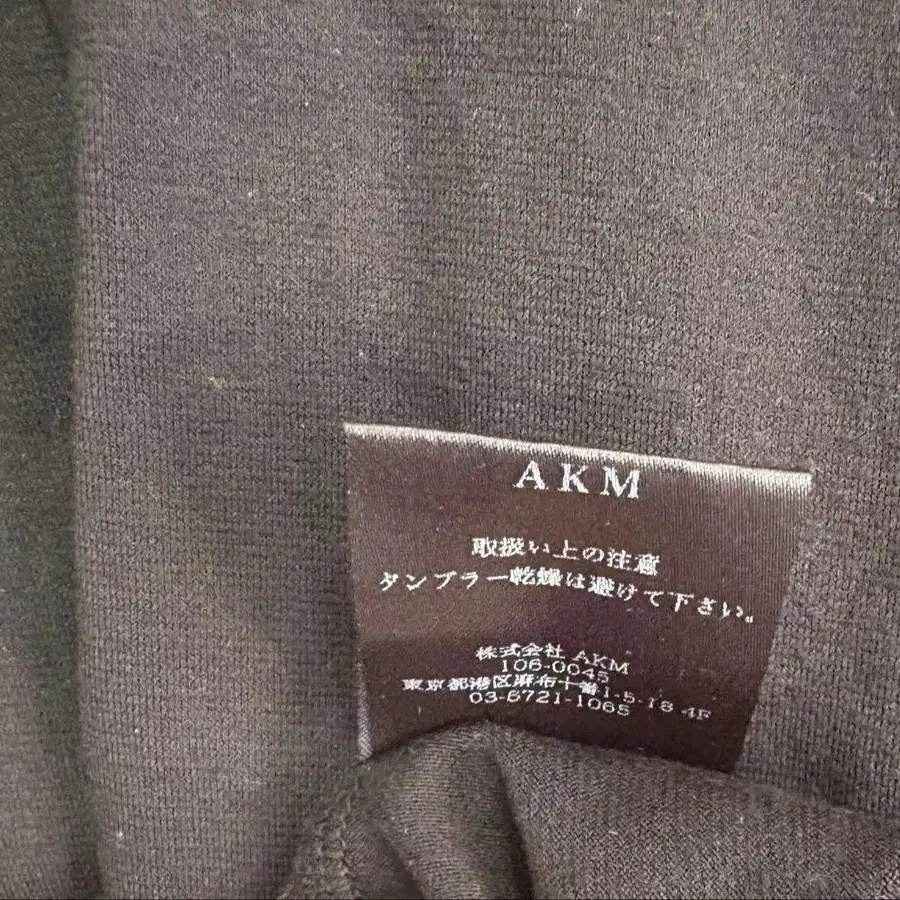 AKM
取扱い上の注意
タンブラー乾燥は避けて下さい。
株式会社 AKM
106-0045
東京都港区麻布十番1-5-18 4F
03-6721-1065